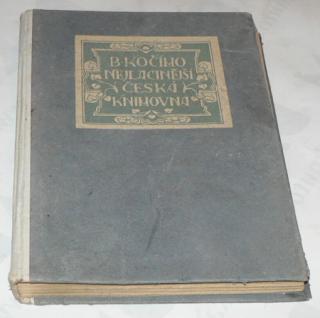 B. KOČÍHO
NEJLACINĚJŠÍ
ČESKÁ
KNIHOVNA